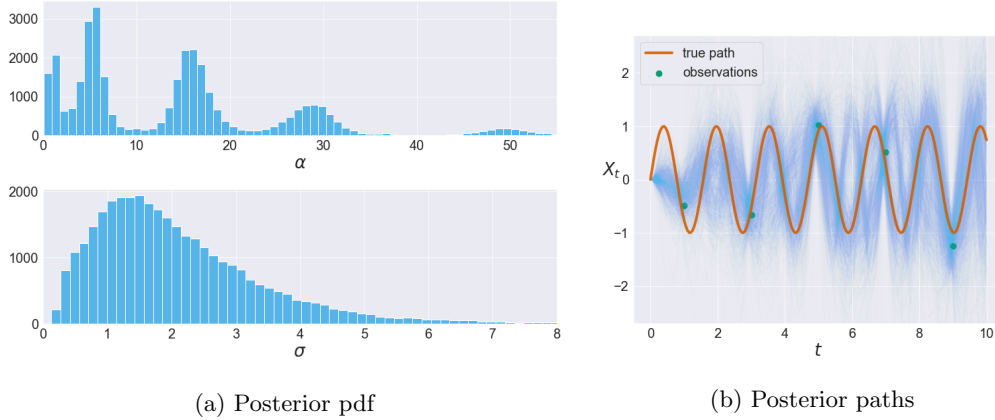 3000
2000
1000
0
0 10 20 30 40 50
α
2000
1000
0
0 1 2 3 4 5 6 7 8
σ
(a) Posterior pdf
true path
observations
2
1
0
−1
−2
X_t
0 2 4 6 8 10
t
(b) Posterior paths